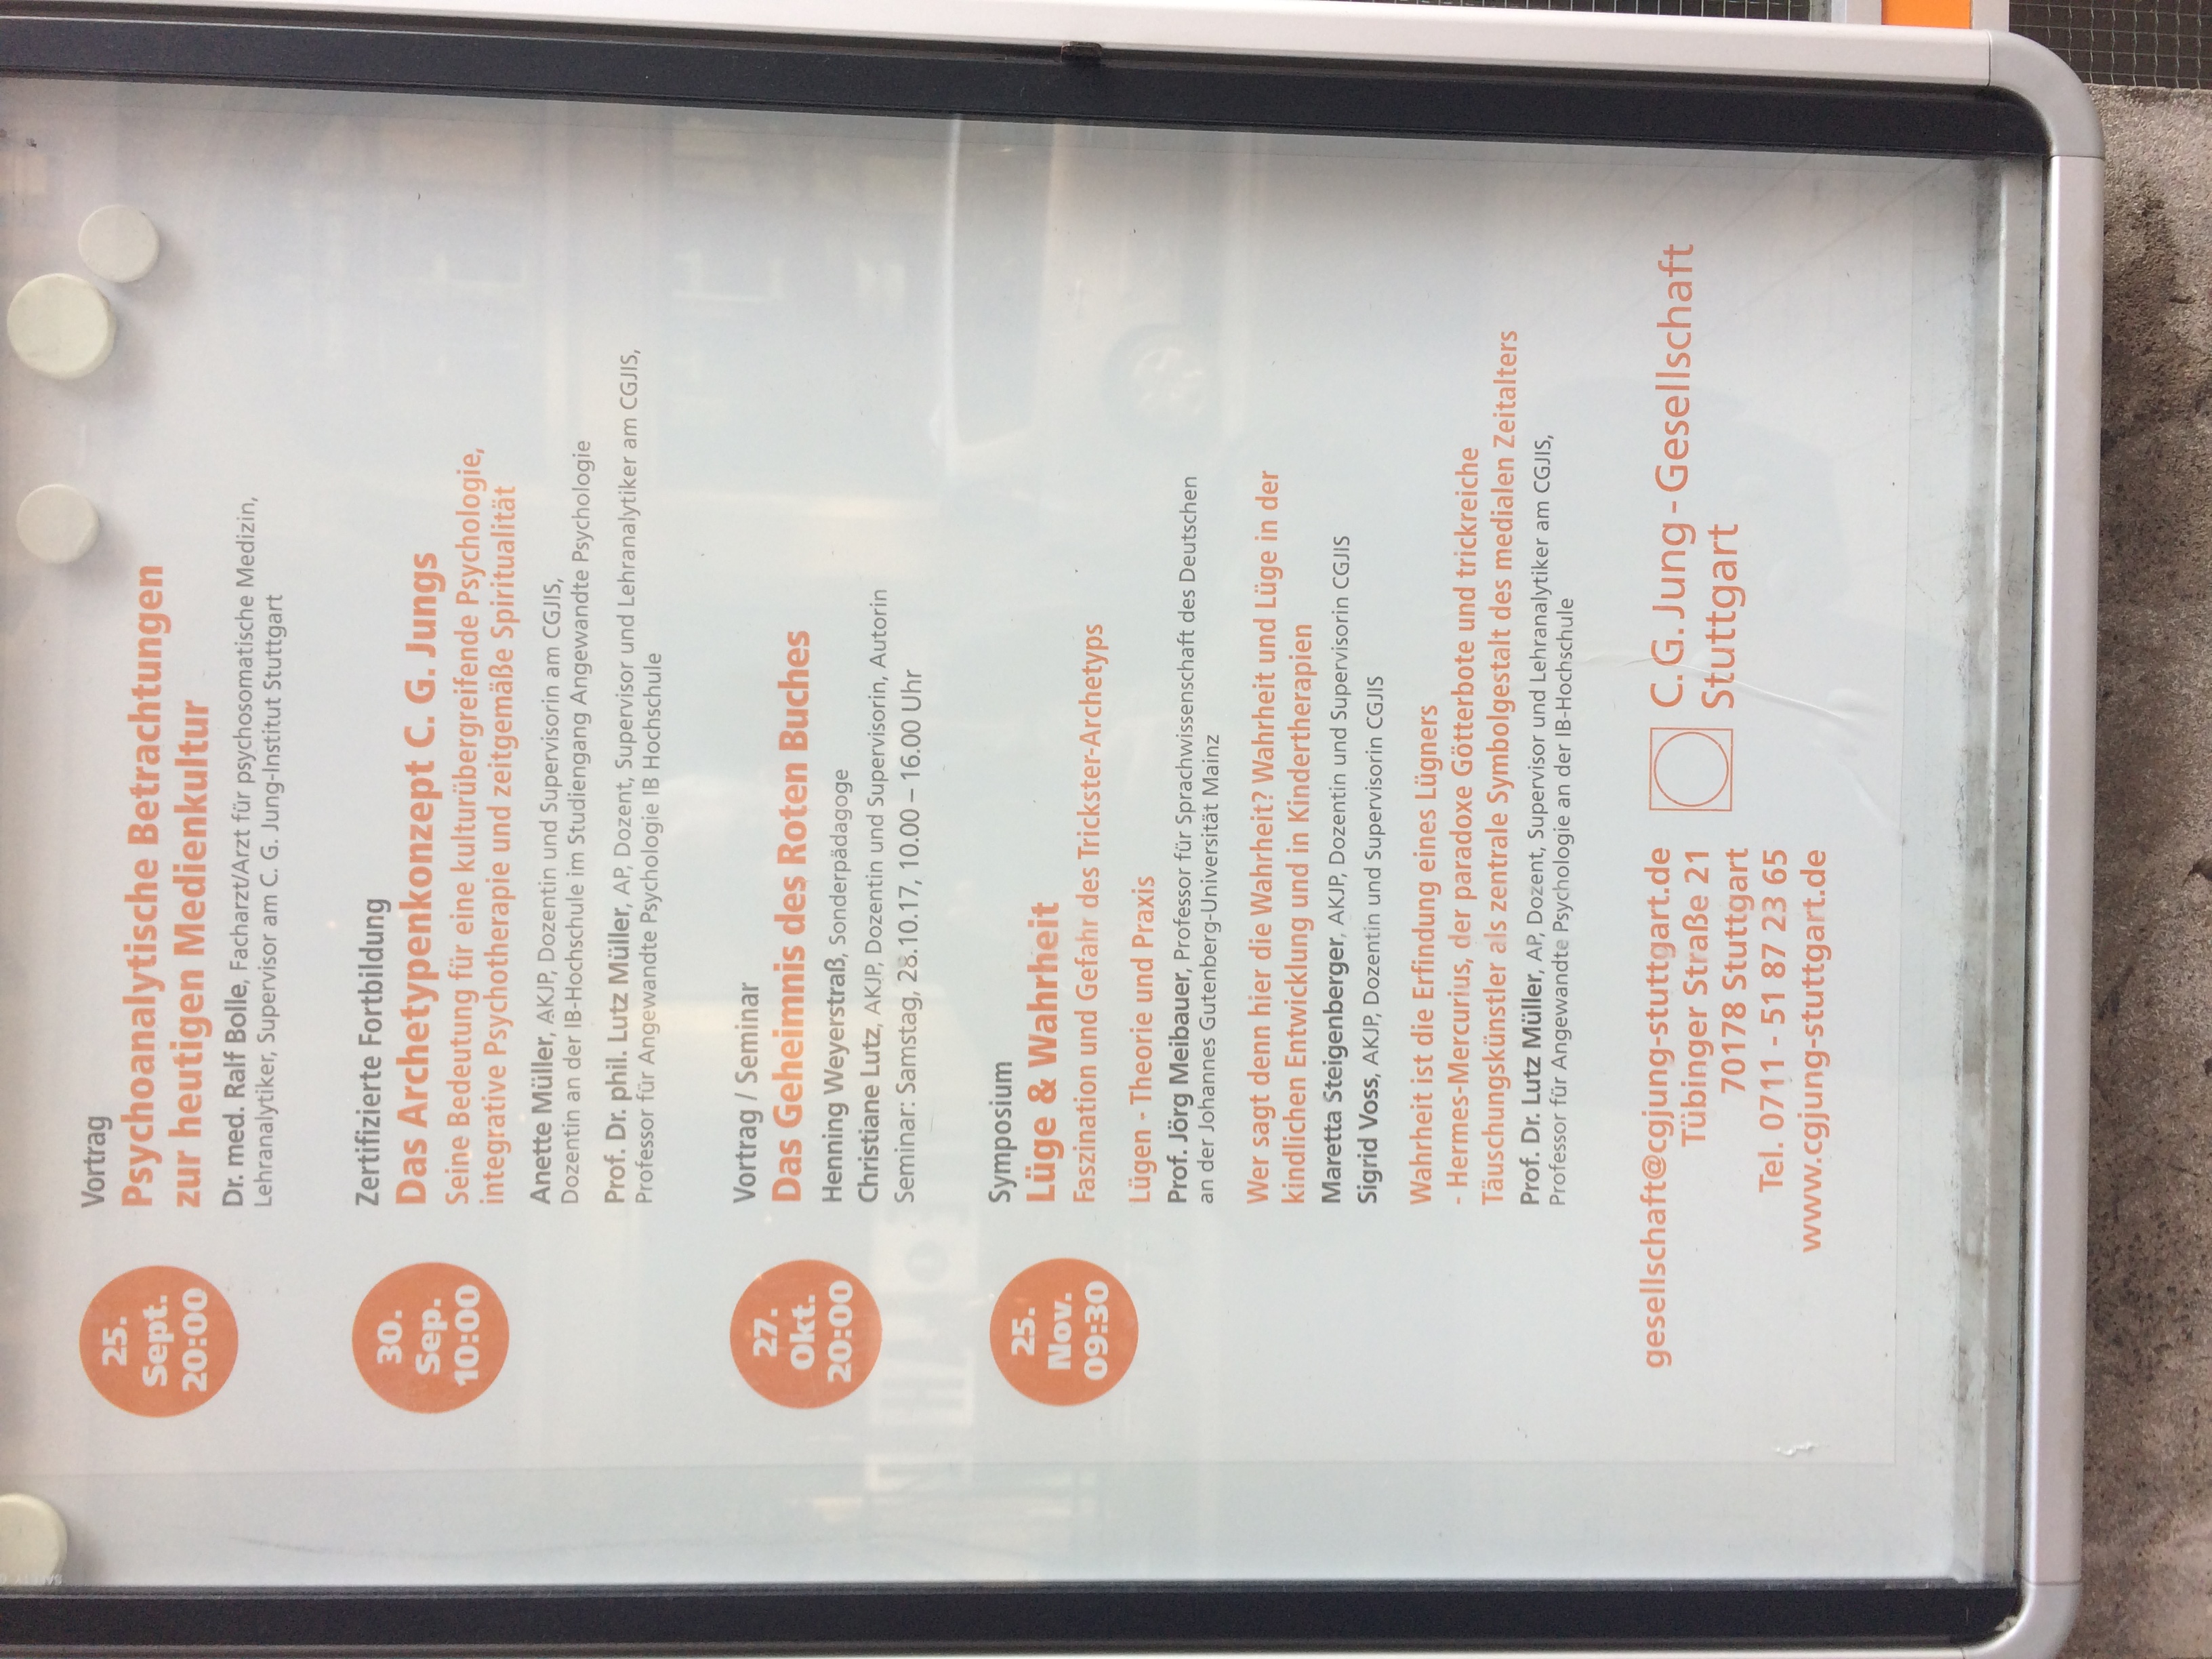 25.
Sept.
20:00
Vortrag
Psychoanalytische Betrachtungen
zur heutigen Medienkultur
Dr. med. Ralf Bolle, Facharzt/Arzt für psychosomatische Medizin,
Lehranalytiker, Supervisor am C. G. Jung-Institut Stuttgart
30.
Sep.
10:00
Zertifizierte Fortbildung
Das Archetypenkonzept C. G. Jungs
Seine Bedeutung für eine kulturübergreifende Psychologie,
integrative Psychotherapie und zeitgemäße Spiritualität
Anette Müller, AKJP, Dozentin und Supervisorin am CGJIS,
Dozentin an der IB-Hochschule im Studiengang Angewandte Psychologie
Prof. Dr. phil. Lutz Müller, AP, Dozent, Supervisor und Lehranalytiker am CGJIS,
Professor für Angewandte Psychologie IB Hochschule
27.
Okt.
20:00
Vortrag / Seminar
Das Geheimnis des Roten Buches
Henning Weyerstraß, Sonderpädagoge
Christiane Lutz, AKJP, Dozentin und Supervisorin, Autorin
Seminar: Samstag, 28.10.17, 10.00 – 16.00 Uhr
25.
Nov.
09:30
Symposium
Lüge & Wahrheit
Faszination und Gefahr des Trickster-Archetyps
Lügen - Theorie und Praxis
Prof. Jörg Meibauer, Professor für Sprachwissenschaft des Deutschen
an der Johannes Gutenberg-Universität Mainz
Wer sagt denn hier die Wahrheit? Wahrheit und Lüge in der
kindlichen Entwicklung und in Kindertherapien
Maretta Steigenberger, AKJP, Dozentin und Supervisorin CGJIS
Sigrid Voss, AKJP, Dozentin und Supervisorin CGJIS
Wahrheit ist die Erfindung eines Lügners
- Hermes-Mercurius, der paradoxe Götterbote und trickreiche
Täuschungskünstler als zentrale Symbolgestalt des medialen Zeitalters
Prof. Dr. Lutz Müller, AP, Dozent, Supervisor und Lehranalytiker am CGJIS,
Professor für Angewandte Psychologie an der IB-Hochschule
gesellschaft@cgjung-stuttgart.de
Tübinger Straße 21
70178 Stuttgart
Tel. 0711 - 51 87 23 65
www.cgjung-stuttgart.de
C. G. Jung - Gesellschaft
Stuttgart